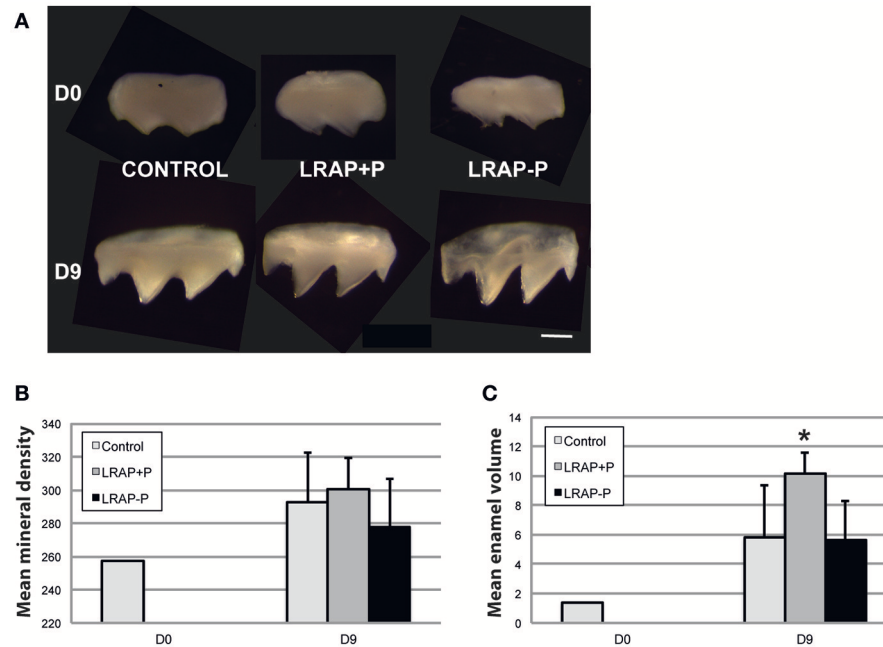 A
D0
CONTROL LRAP+P LRAP-P
D9
B
Mean mineral density
340
320
300
280
260
240
220
Control
LRAP+P
LRAP-P
D0 D9
C
Mean enamel volume
14
12
10
8
6
4
2
0
Control
LRAP+P
LRAP-P
*
D0 D9